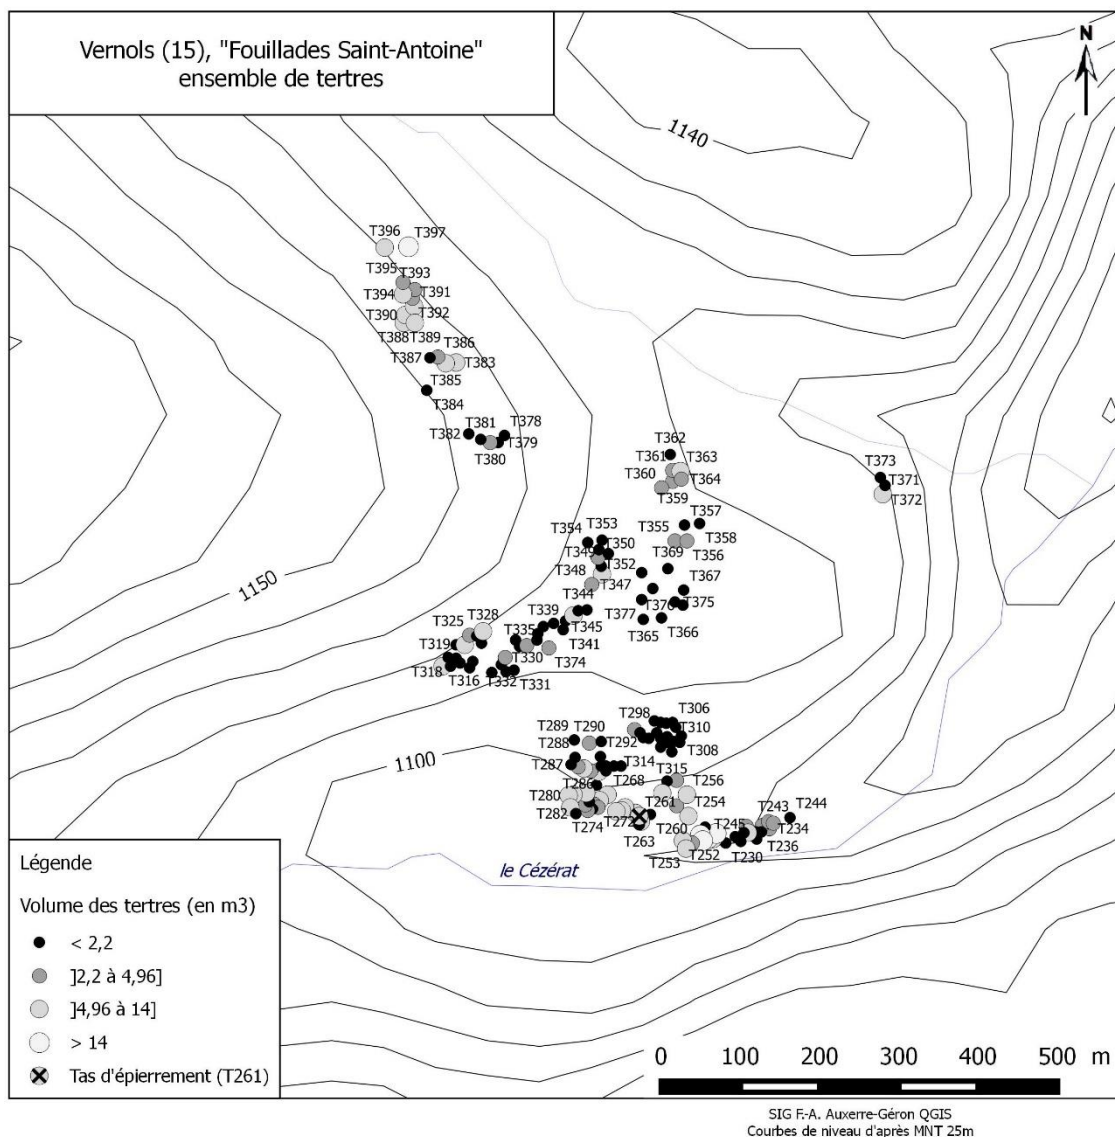 Vernols (15), "Fouillades Saint-Antoine"
ensemble de tertres
N
1140
T396
T397
T395
T393
T394
T391
T390
T392
T388
T389
T386
T387
T383
T385
T384
T381
T378
T382
T379
T380
T362
T361
T363
T360
T364
T359
T373
T371
T372
T357
T355
T358
T356
T354
T353
T350
T349
T352
T348
T347
T369
T367
T376
T375
T377
T365
T366
1150
T344
T339
T345
T341
T328
T325
T335
T319
T330
T374
T318
T316
T332
T331
T298
T306
T310
T308
T289
T290
T288
T292
T287
T314
T315
T268
T286
T256
T280
T261
T254
T282
T274
T272
T260
T263
T245
T243
T244
T234
T236
T230
T252
T253
1100
le Cézérat
Légende
Volume des tertres (en m3)
< 2,2
]2,2 à 4,96]
]4,96 à 14]
> 14
Tas d'épierrement (T261)
0 100 200 300 400 500 m
SIG F.-A. Auxerre-Géron QGIS
Courbes de niveau d'après MNT 25m